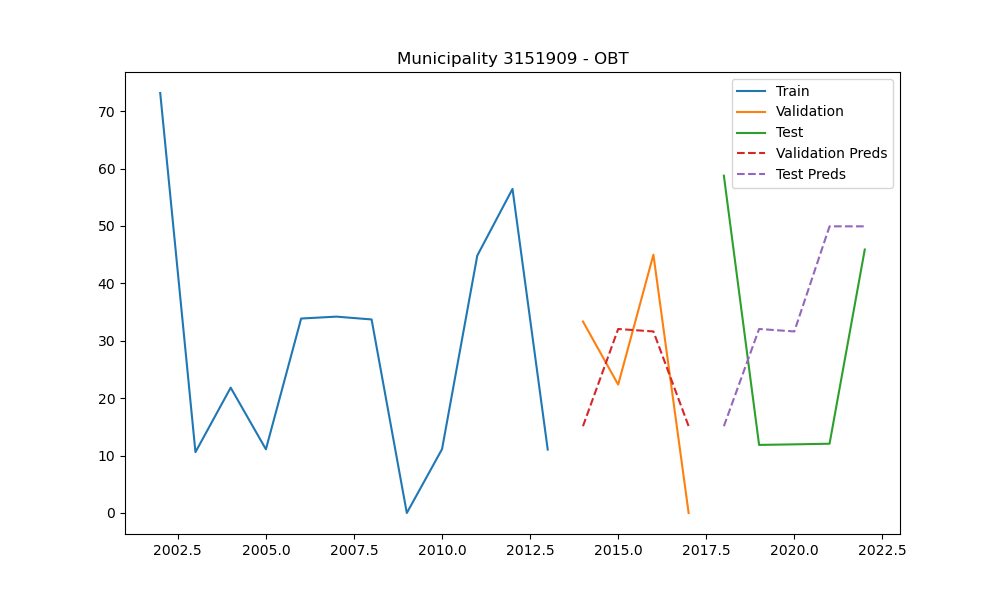 Municipality 3151909 - OBT
Train
Validation
Test
Validation Preds
Test Preds
70
60
50
40
30
20
10
0
2002.5 2005.0 2007.5 2010.0 2012.5 2015.0 2017.5 2020.0 2022.5